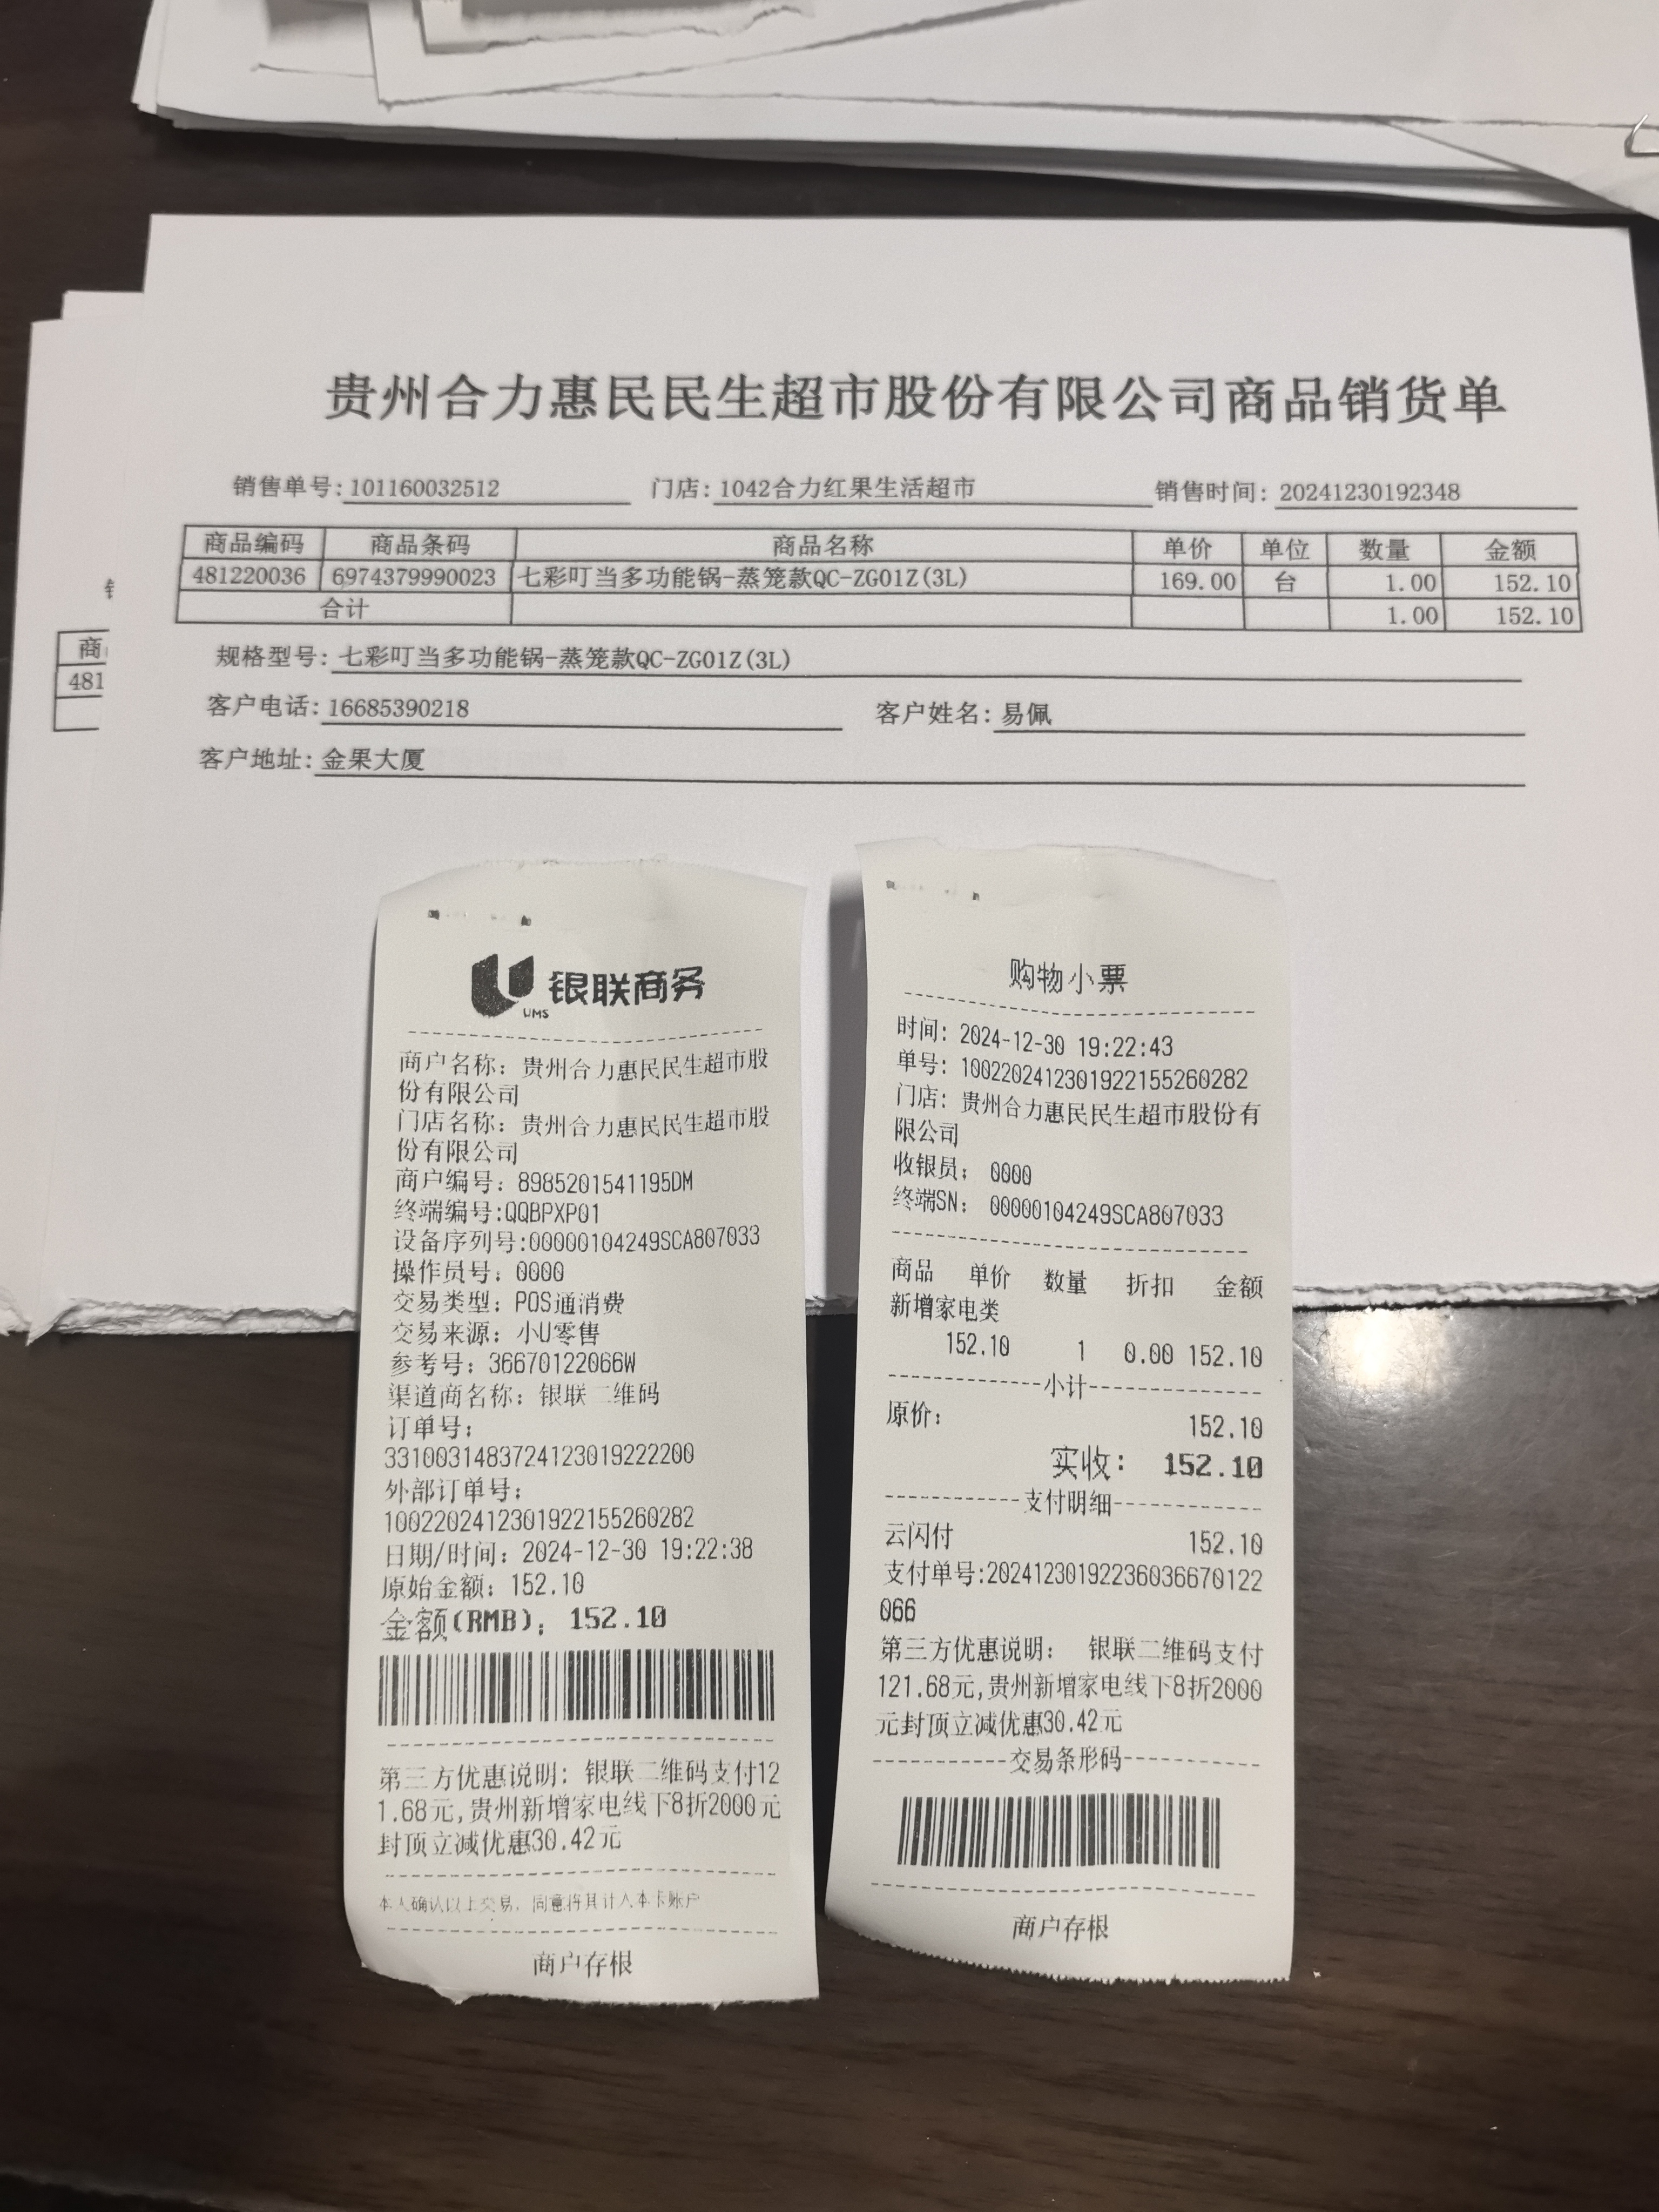 贵州合力惠民民生超市股份有限公司商品销货单
销售单号: 101160032512 门店: 1042合力红果生活超市 销售时间: 20241230192348
商品编码 商品条码 商品名称 单价 单位 数量 金额
481220036 6974379990023 七彩叮当多功能锅-蒸笼款QC-ZG01Z(3L) 169.00 台 1.00 152.10
合计 1.00 152.10
规格型号: 七彩叮当多功能锅-蒸笼款QC-ZG01Z(3L)
客户电话: 16685390218 客户姓名: 易佩
客户地址: 金果大厦
商
481
银联商务
UMS
商户名称: 贵州合力惠民民生超市股
份有限公司
门店名称: 贵州合力惠民民生超市股
份有限公司
商户编号: 8985201541195DM
终端编号:QQBPXP01
设备序列号:00000104249SCA807033
操作员号: 0000
交易类型: POS通消费
交易来源: 小U零售
参考号: 36670122066W
渠道商名称: 银联二维码
订单号:
3310031483724123019222200
外部订单号:
1002202412301922155260282
日期/时间: 2024-12-30 19:22:38
原始金额: 152.10
金额(RMB): 152.10
第三方优惠说明: 银联二维码支付12
1.68元,贵州新增家电线下8折2000元
封顶立减优惠30.42元
本人确认以上交易, 同意将其计入本卡账户
商户存根
购物小票
时间: 2024-12-30 19:22:43
单号: 1002202412301922155260282
门店: 贵州合力惠民民生超市股份有
限公司
收银员: 0000
终端SN: 00000104249SCA807033
商品 单价 数量 折扣 金额
新增家电类
152.10 1 0.00 152.10
小计
原价: 152.10
实收: 152.10
支付明细
云闪付 152.10
支付单号:20241230192236036670122
066
第三方优惠说明: 银联二维码支付
121.68元,贵州新增家电线下8折2000
元封顶立减优惠30.42元
交易条形码
商户存根